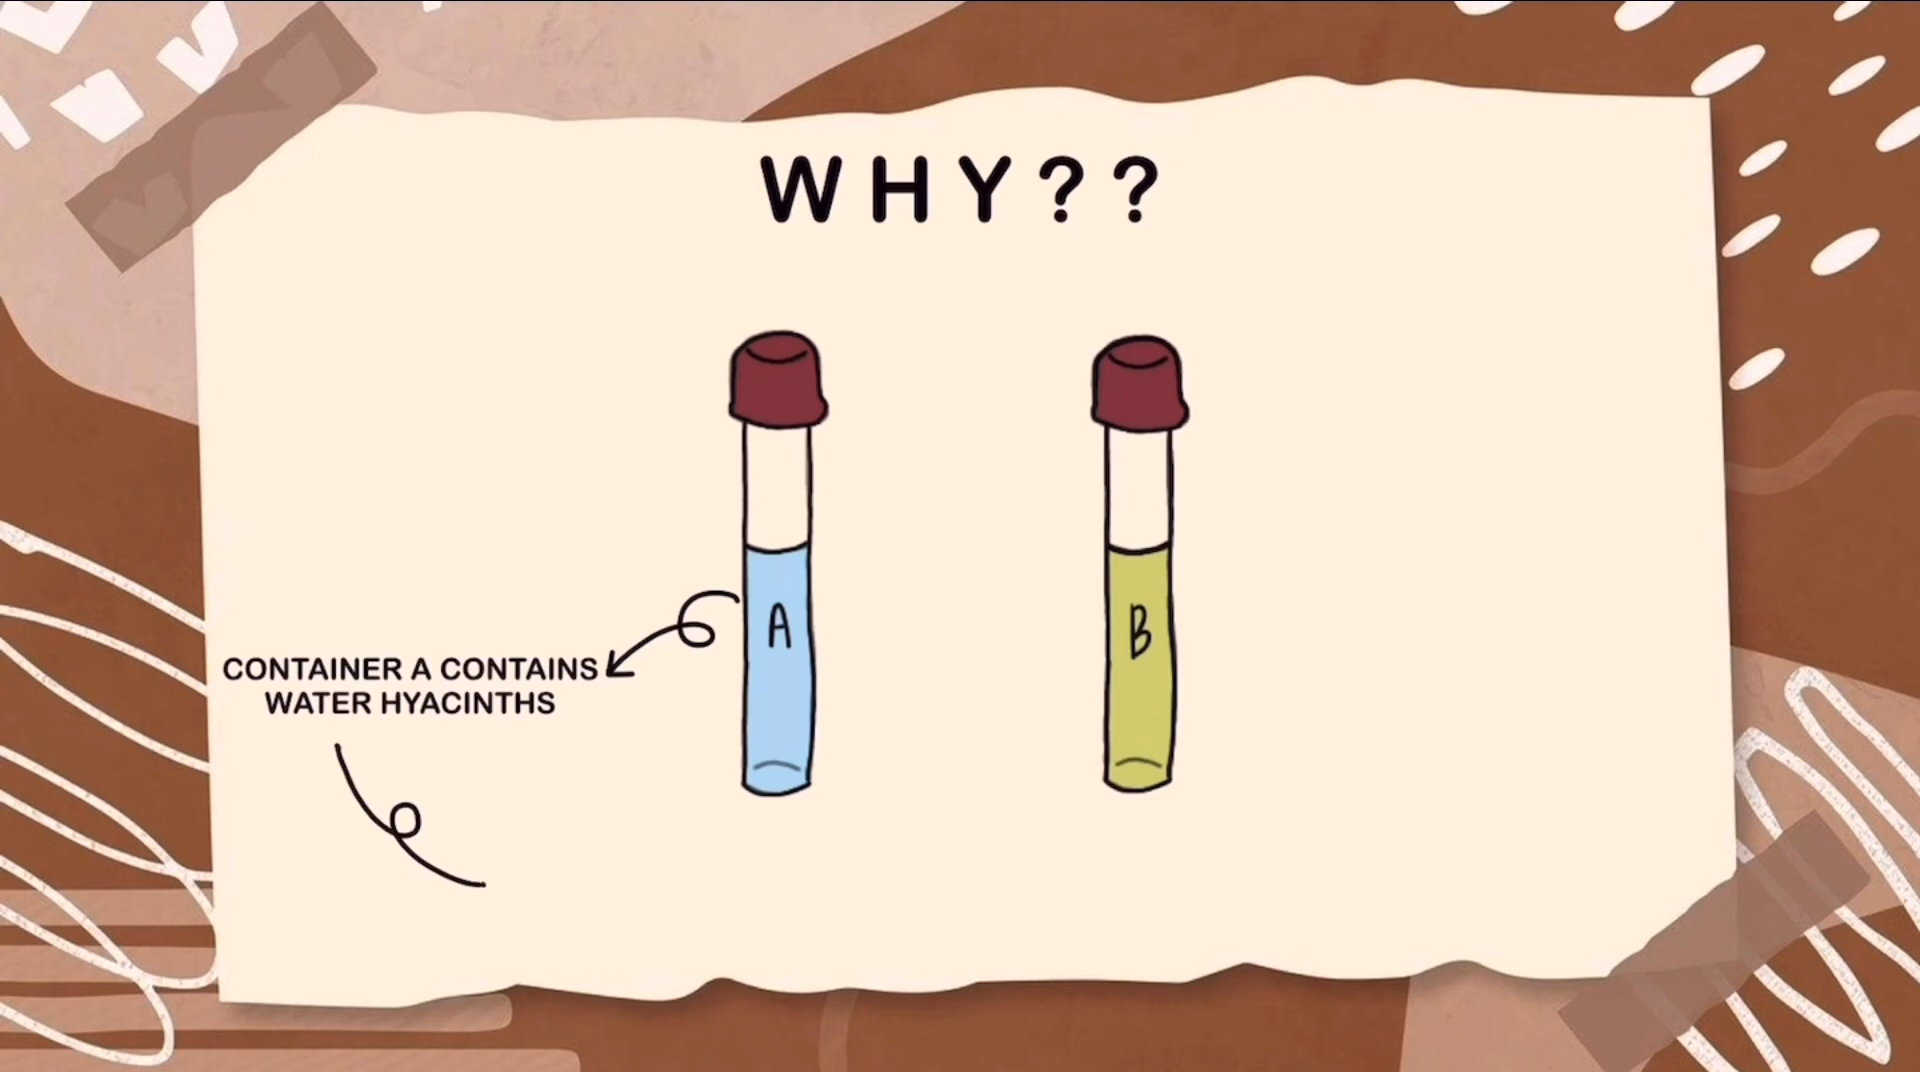 WHY??
A
B
CONTAINER A CONTAINS
WATER HYACINTHS